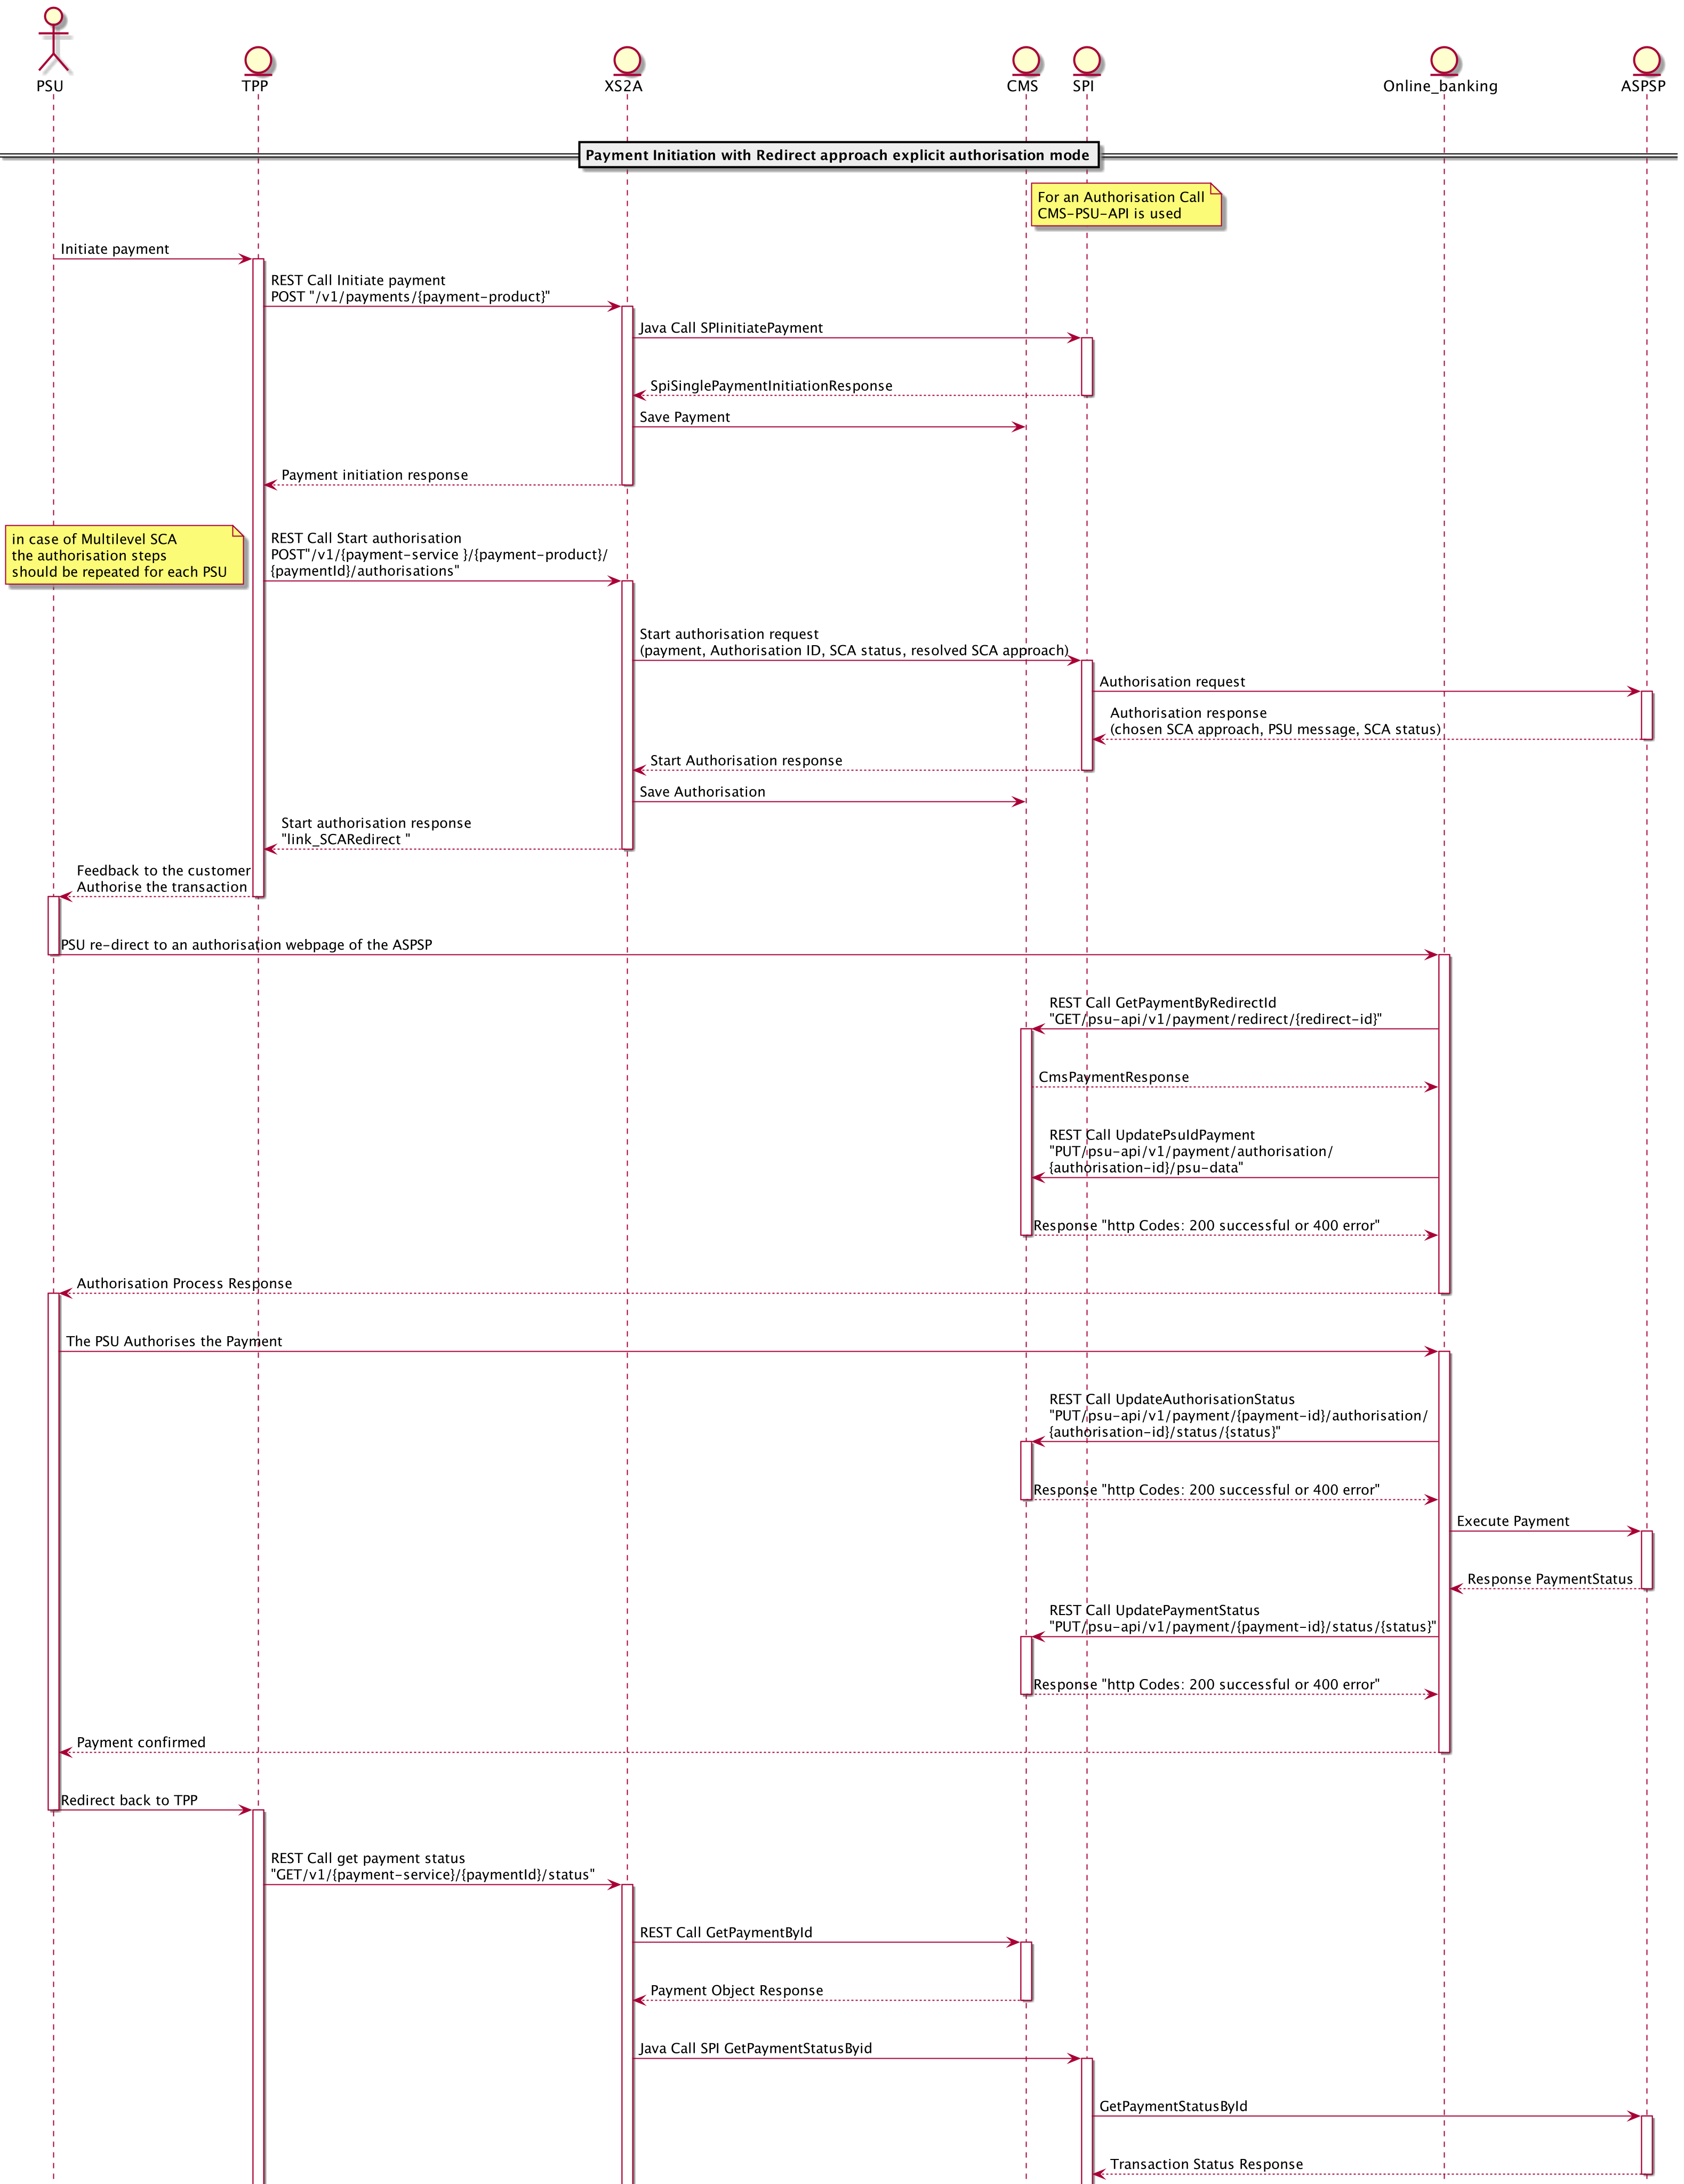 PSU
TPP
XS2A
CMS
SPI
Online_banking
ASPSP
Payment Initiation with Redirect approach explicit authorisation mode
For an Authorisation Call
CMS-PSU-API is used
Initiate payment
REST Call Initiate payment
POST "/v1/payments/{payment-product}"
Java Call SPIinitiatePayment
SpiSinglePaymentInitiationResponse
Save Payment
Payment initiation response
in case of Multilevel SCA
the authorisation steps
should be repeated for each PSU
REST Call Start authorisation
POST"/v1/{payment-service }/{payment-product}/
{paymentId}/authorisations"
Start authorisation request
(payment, Authorisation ID, SCA status, resolved SCA approach)
Authorisation request
Authorisation response
(chosen SCA approach, PSU message, SCA status)
Start Authorisation response
Save Authorisation
Start authorisation response
"link_SCARedirect "
Feedback to the customer
Authorise the transaction
PSU re-direct to an authorisation webpage of the ASPSP
REST Call GetPaymentByRedirectId
"GET/psu-api/v1/payment/redirect/{redirect-id}"
CmsPaymentResponse
REST Call UpdatePsuIdPayment
"PUT/psu-api/v1/payment/authorisation/
{authorisation-id}/psu-data"
Response "http Codes: 200 successful or 400 error"
Authorisation Process Response
The PSU Authorises the Payment
REST Call UpdateAuthorisationStatus
"PUT/psu-api/v1/payment/{payment-id}/authorisation/
{authorisation-id}/status/{status}"
Response "http Codes: 200 successful or 400 error"
Execute Payment
Response PaymentStatus
REST Call UpdatePaymentStatus
"PUT/psu-api/v1/payment/{payment-id}/status/{status}"
Response "http Codes: 200 successful or 400 error"
Payment confirmed
Redirect back to TPP
REST Call get payment status
"GET/v1/{payment-service}/{paymentId}/status"
REST Call GetPaymentById
Payment Object Response
Java Call SPI GetPaymentStatusByid
GetPaymentStatusById
Transaction Status Response